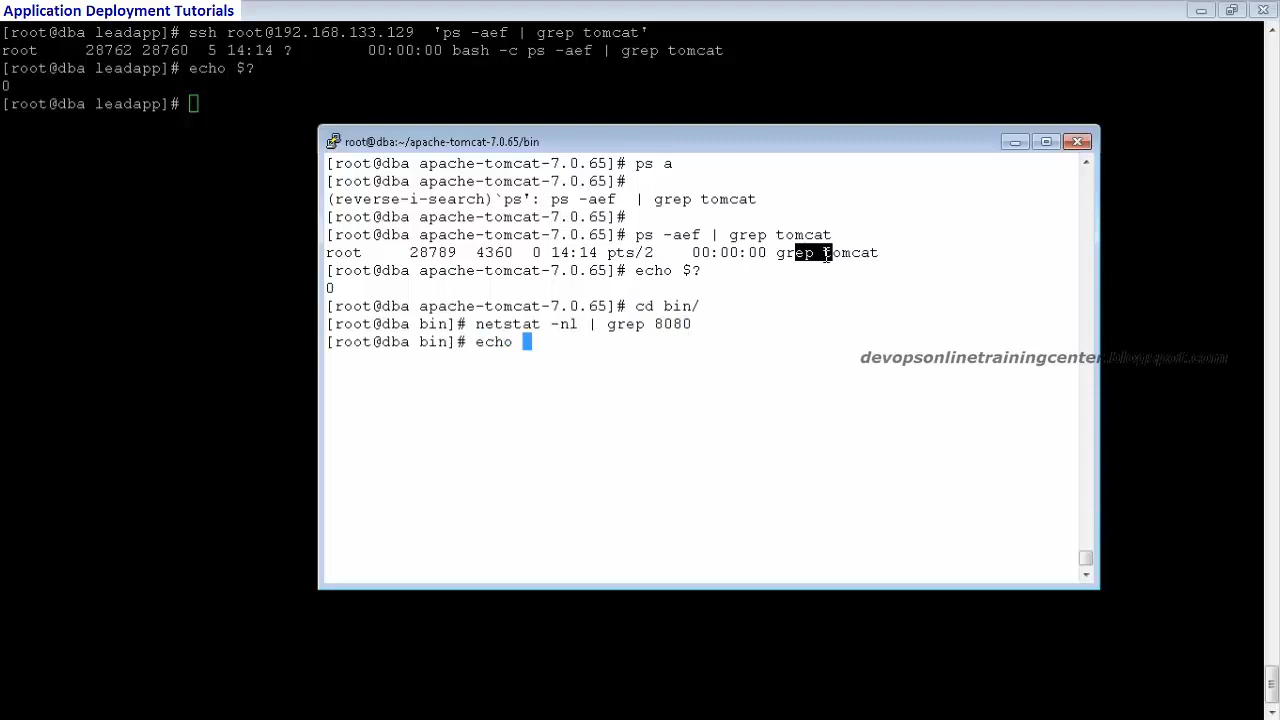 Application Deployment Tutorials
[root@dba leadapp]# ssh root@192.168.133.129  'ps -aef | grep tomcat'
root     28762 28760  5 14:14 ?        00:00:00 bash -c ps -aef | grep tomcat
[root@dba leadapp]# echo $?
0
[root@dba leadapp]#
root@dba:~/apache-tomcat-7.0.65/bin
[root@dba apache-tomcat-7.0.65]# ps a
[root@dba apache-tomcat-7.0.65]#
(reverse-i-search)`ps': ps -aef  | grep tomcat
[root@dba apache-tomcat-7.0.65]#
[root@dba apache-tomcat-7.0.65]# ps -aef | grep tomcat
root     28789  4360  0 14:14 pts/2    00:00:00 grep tomcat
[root@dba apache-tomcat-7.0.65]# echo $?
0
[root@dba apache-tomcat-7.0.65]# cd bin/
[root@dba bin]# netstat -nl | grep 8080
[root@dba bin]# echo
devopsonlinetrainingcenter.blogspot.com